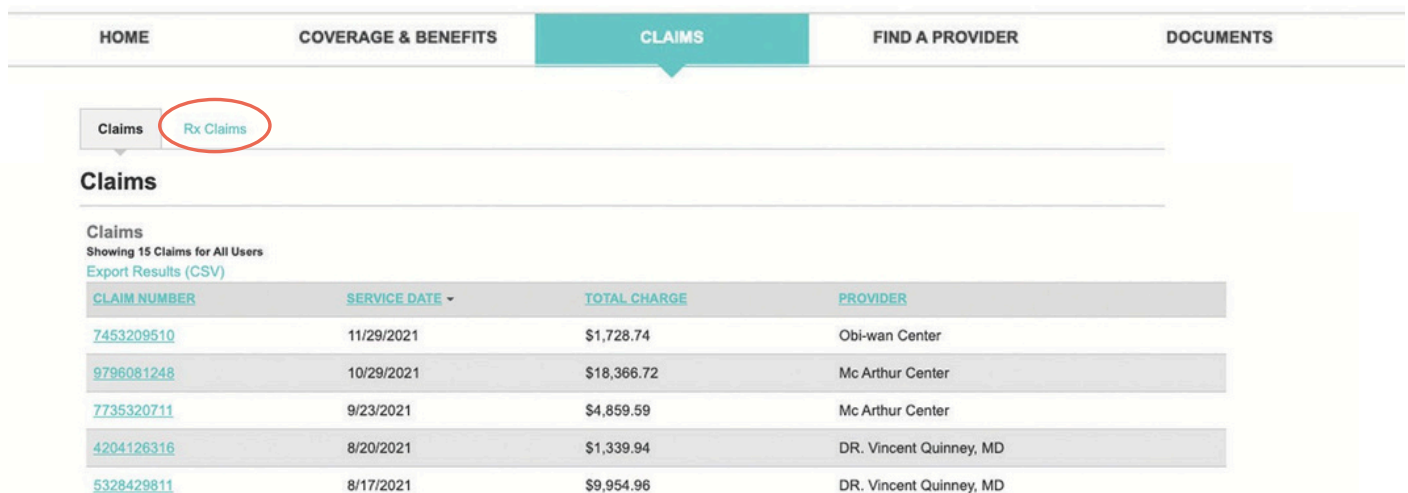 HOME COVERAGE & BENEFITS CLAIMS FIND A PROVIDER DOCUMENTS
Claims Rx Claims
Claims
Claims
Showing 15 Claims for All Users
Export Results (CSV)
CLAIM NUMBER SERVICE DATE TOTAL CHARGE PROVIDER
7453209510 11/29/2021 $1,728.74 Obi-wan Center
9796081248 10/29/2021 $18,366.72 Mc Arthur Center
7735320711 9/23/2021 $4,859.59 Mc Arthur Center
4204126316 8/20/2021 $1,339.94 DR. Vincent Quinney, MD
5328429811 8/17/2021 $9,954.96 DR. Vincent Quinney, MD